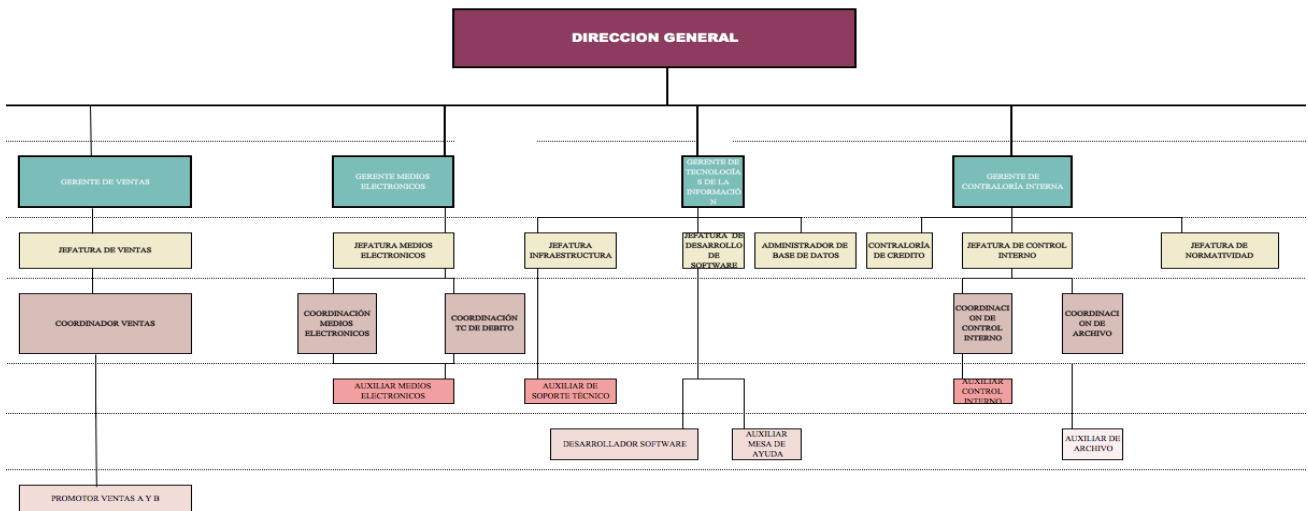 DIRECCION GENERAL
GERENTE DE VENTAS
GERENTE MEDIOS
ELECTRONICOS
GERENTE DE
TECNOLOGÍA
S DE LA
INFORMACIÓ
N
GERENTE DE
CONTRALORÍA INTERNA
JEFATURA DE VENTAS
JEFATURA MEDIOS
ELECTRONICOS
JEFATURA
INFRAESTRUCTURA
JEFATURA DE
DESARROLLO
DE
SOFTWARE
ADMINISTRADOR DE
BASE DE DATOS
CONTRALORÍA
DE CREDITO
JEFATURA DE CONTROL
INTERNO
JEFATURA DE
NORMATIVIDAD
COORDINADOR VENTAS
COORDINACIÓN
MEDIOS
ELECTRONICOS
COORDINACIÓN
TC DE DEBITO
COORDINACI
ON DE
CONTROL
INTERNO
COORDINACI
ON DE
ARCHIVO
AUXILIAR MEDIOS
ELECTRONICOS
AUXILIAR DE
SOPORTE TÉCNICO
AUXILIAR
CONTROL
INTERNO
DESARROLLADOR SOFTWARE
AUXILIAR
MESA DE
AYUDA
AUXILIAR DE
ARCHIVO
PROMOTOR VENTAS A Y B